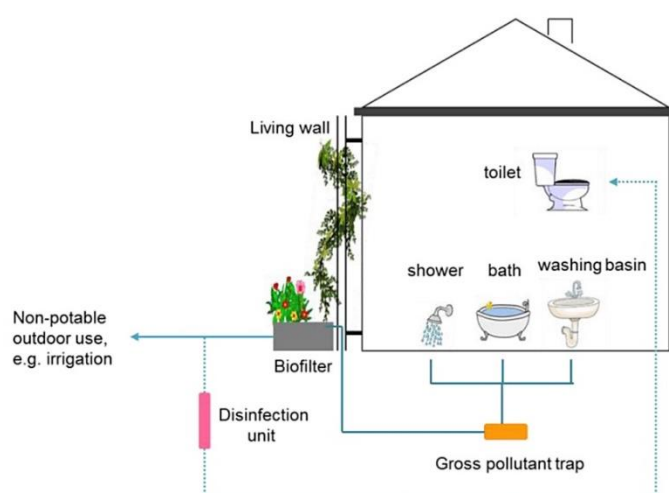 Living wall
toilet
shower
bath
washing basin
Non-potable
outdoor use,
e.g. irrigation
Biofilter
Disinfection
unit
Gross pollutant trap